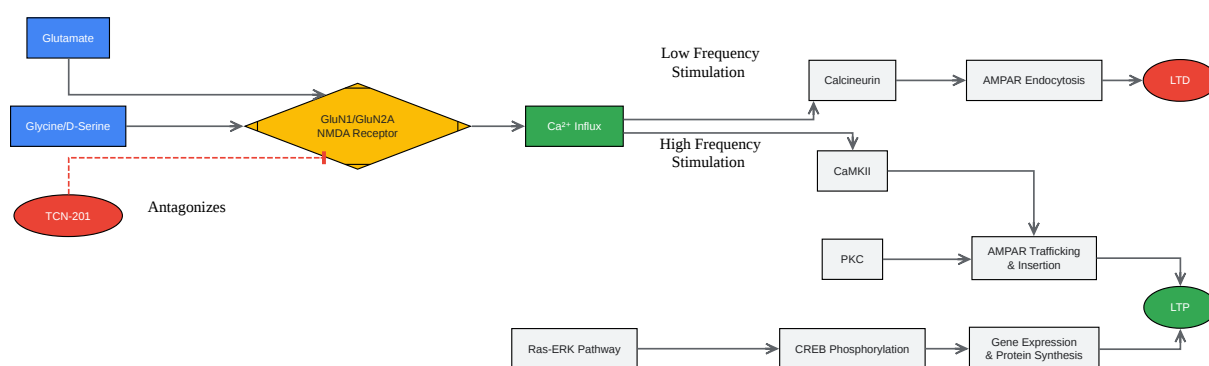 Glutamate
Low Frequency
Stimulation
Calcineurin
AMPAR Endocytosis
LTD
Glycine/D-Serine
GluN1/GluN2A
NMDA Receptor
Ca²⁺ Influx
High Frequency
Stimulation
CaMKII
TCN-201
Antagonizes
PKC
AMPAR Trafficking
& Insertion
LTP
Ras-ERK Pathway
CREB Phosphorylation
Gene Expression
& Protein Synthesis